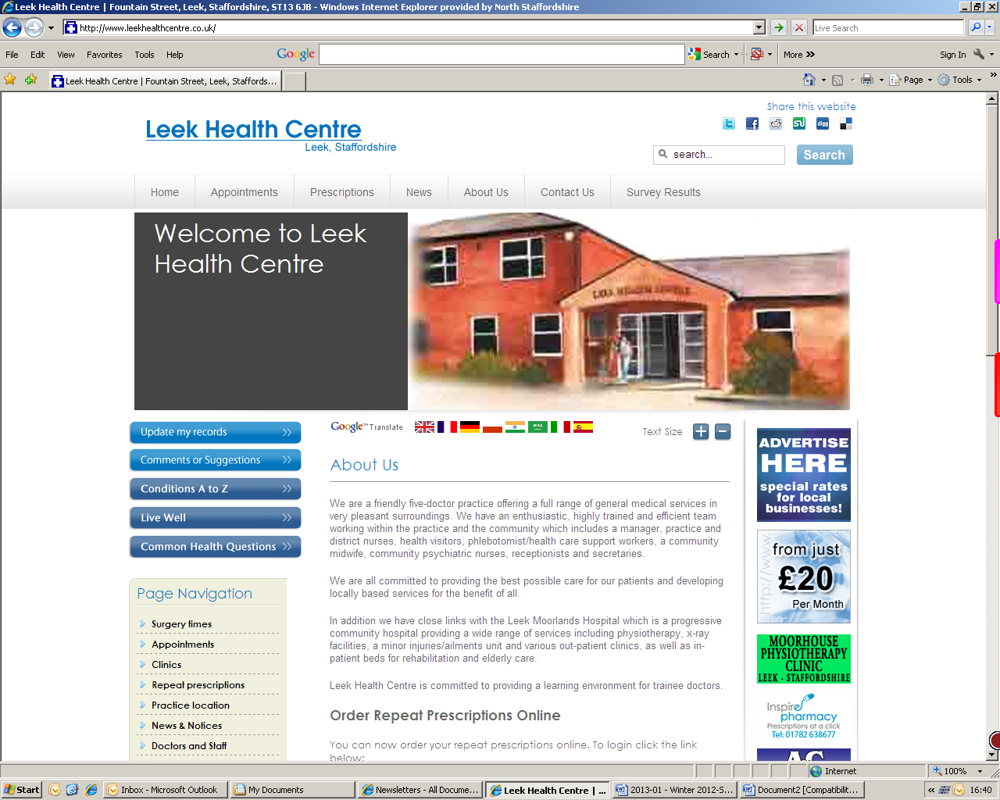 Leek Health Centre | Fountain Street, Leek, Staffordshire, ST13 6JB - Windows Internet Explorer provided by North Staffordshire
http://www.leekhealthcentre.co.uk/
Live Search
File Edit View Favorites Tools Help
Google
Search
More
Sign In
Leek Health Centre | Fountain Street, Leek, Staffords...
Page
Tools
Share this website
Leek Health Centre
Leek, Staffordshire
digg
search...
Search
Home
Appointments
Prescriptions
News
About Us
Contact Us
Survey Results
Welcome to Leek
Health Centre
LEEK HEALTH CENTRE
Update my records
Comments or Suggestions
Conditions A to Z
Live Well
Common Health Questions
Page Navigation
Surgery times
Appointments
Clinics
Repeat prescriptions
Practice location
News & Notices
Doctors and Staff
Google™ Translate
Text Size
About Us
We are a friendly five-doctor practice offering a full range of general medical services in
very pleasant surroundings. We have an enthusiastic, highly trained and efficient team
working within the practice and the community which includes a manager, practice and
district nurses, health visitors, phlebotomist/health care support workers, a community
midwife, community psychiatric nurses, receptionists and secretaries.
We are all committed to providing the best possible care for our patients and developing
locally based services for the benefit of all.
In addition we have close links with the Leek Moorlands Hospital which is a progressive
community hospital providing a wide range of services including physiotherapy, x-ray
facilities, a minor injuries/ailments unit and various out-patient clinics, as well as in-
patient beds for rehabilitation and elderly care.
Leek Health Centre is committed to providing a learning environment for trainee doctors.
Order Repeat Prescriptions Online
You can now order your repeat prescriptions online. To login click the link
below:
ADVERTISE
HERE
special rates
for local
businesses!
http://www.
from just
£20
Per Month
MOORHOUSE
PHYSIOTHERAPY
CLINIC
LEEK - STAFFORDSHIRE
Inspire
pharmacy
Prescriptions at a click
Tel: 01782 638677
Internet
100%
Start
Inbox - Microsoft Outlook
My Documents
Newsletters - All Docume...
Leek Health Centre | ...
2013-01 - Winter 2012-S...
Document2 [Compatibilit...
16:40